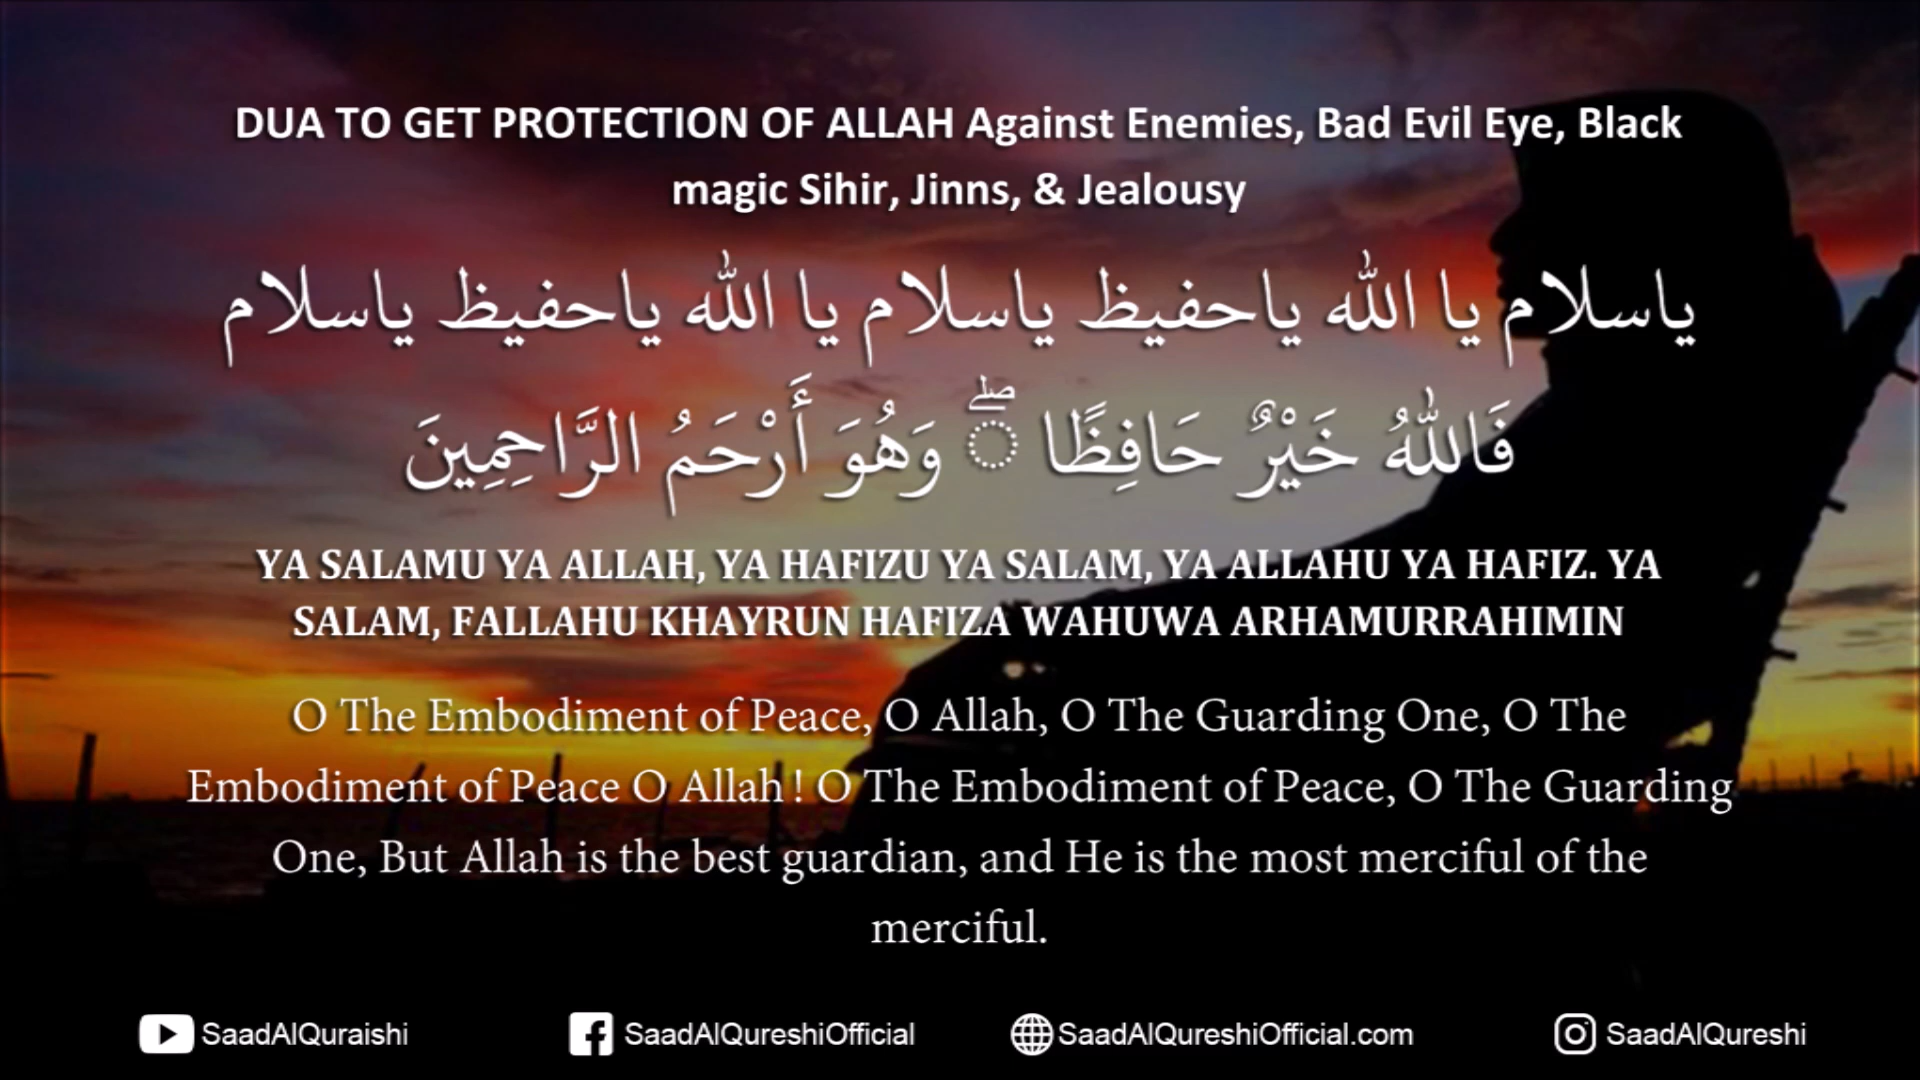 DUA TO GET PROTECTION OF ALLAH Against Enemies, Bad Evil Eye, Black
magic Sihir, Jinns, & Jealousy
ياسلام يا الله ياحفيظ ياسلام يا الله ياحفيظ ياسلام
فَاللَّهُ خَيْرٌ حَافِظًا ۖ وَهُوَ أَرْحَمُ الرَّاحِمِينَ
YA SALAMU YA ALLAH, YA HAFIZU YA SALAM, YA ALLAHU YA HAFIZ. YA
SALAM, FALLAHU KHAYRUN HAFIZA WAHUWA ARHAMURRAHIMIN
O The Embodiment of Peace, O Allah, O The Guarding One, O The
Embodiment of Peace O Allah! O The Embodiment of Peace, O The Guarding
One, But Allah is the best guardian, and He is the most merciful of the
merciful.
SaadAlQuraishi SaadAlQureshiOfficial SaadAlQureshiOfficial.com SaadAlQureshi